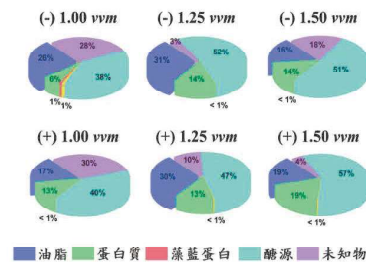 (-) 1.00 vvm (-) 1.25 vvm (-) 1.50 vvm
28% 38% 1% 1% 6% 26%
3% 52% < 1% 14% 31%
18% 51% < 1% 14% 16%
(+) 1.00 vvm (+) 1.25 vvm (+) 1.50 vvm
30% 40% < 1% 13% 17%
10% 47% < 1% 13% 30%
4% 57% < 1% 19% 19%
油脂 蛋白質 藻藍蛋白 醣源 未知物